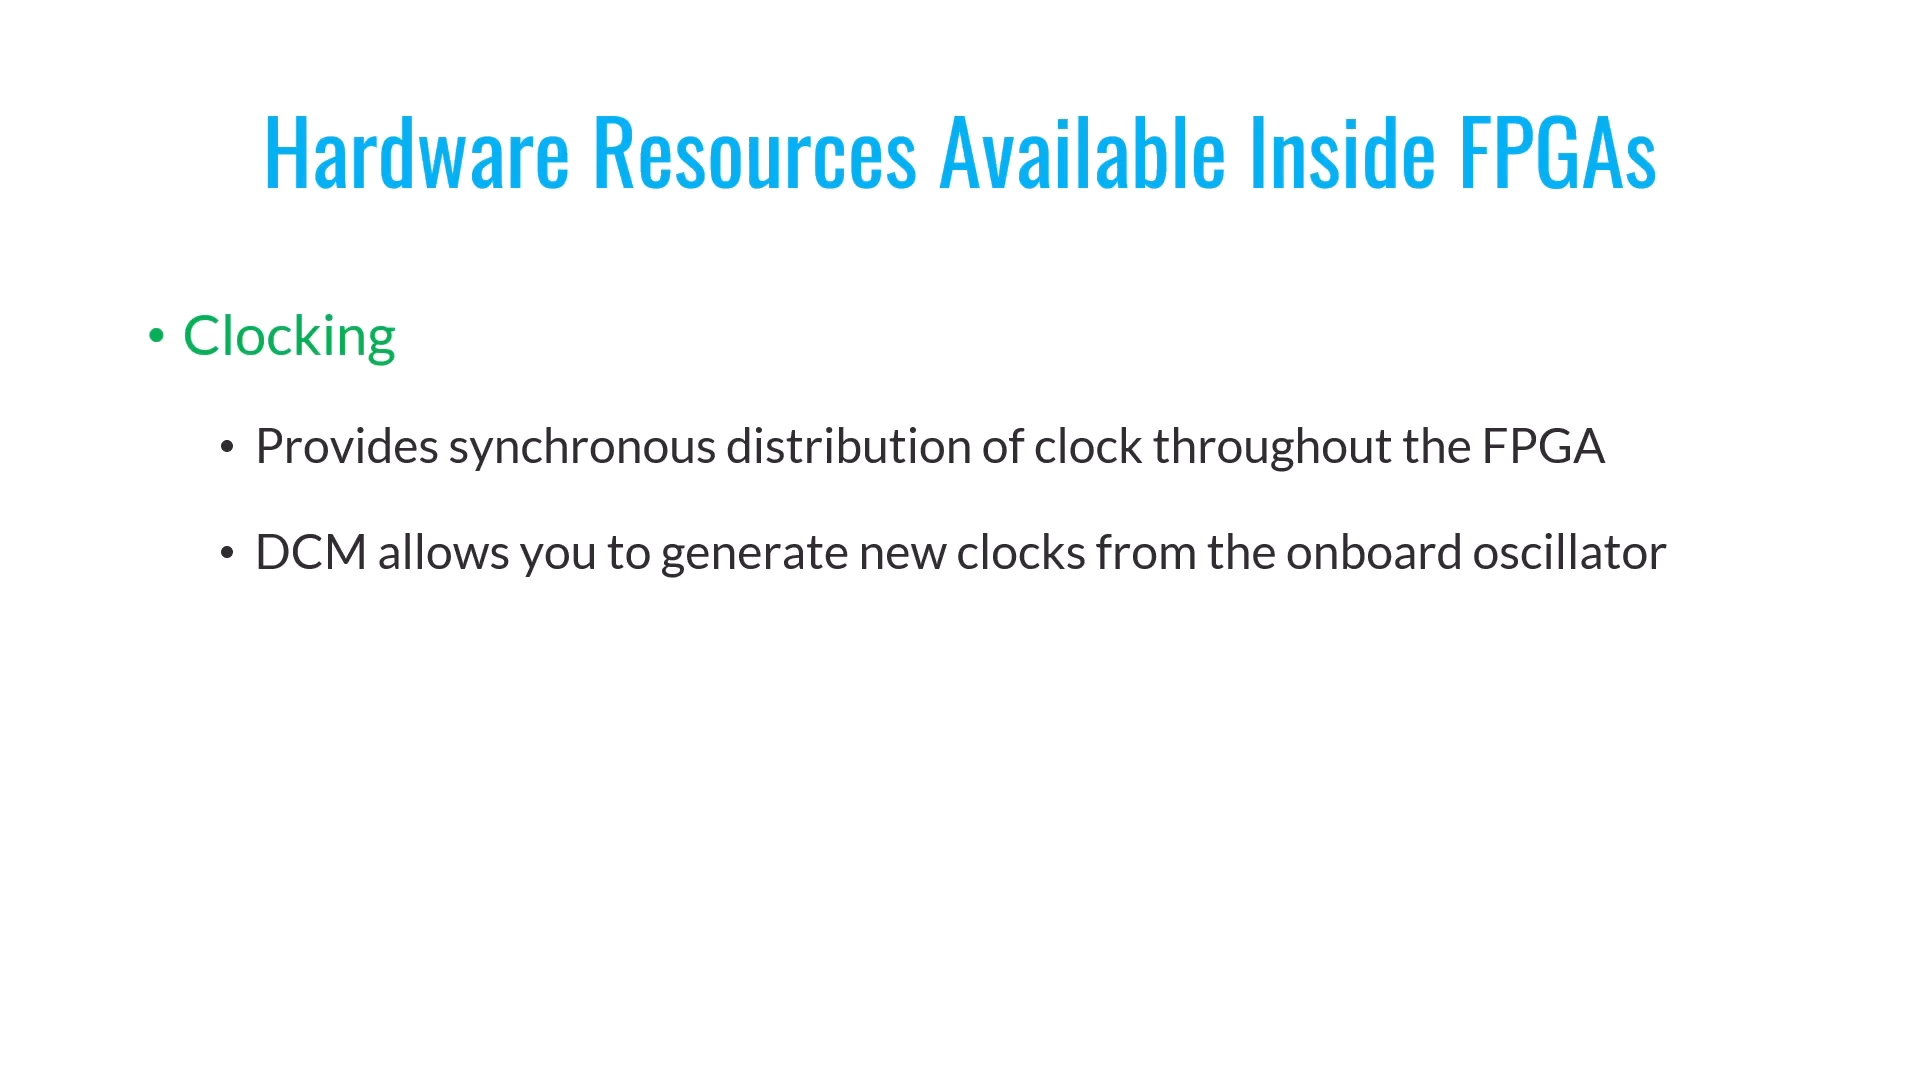 Hardware Resources Available Inside FPGAs
• Clocking
• Provides synchronous distribution of clock throughout the FPGA
• DCM allows you to generate new clocks from the onboard oscillator